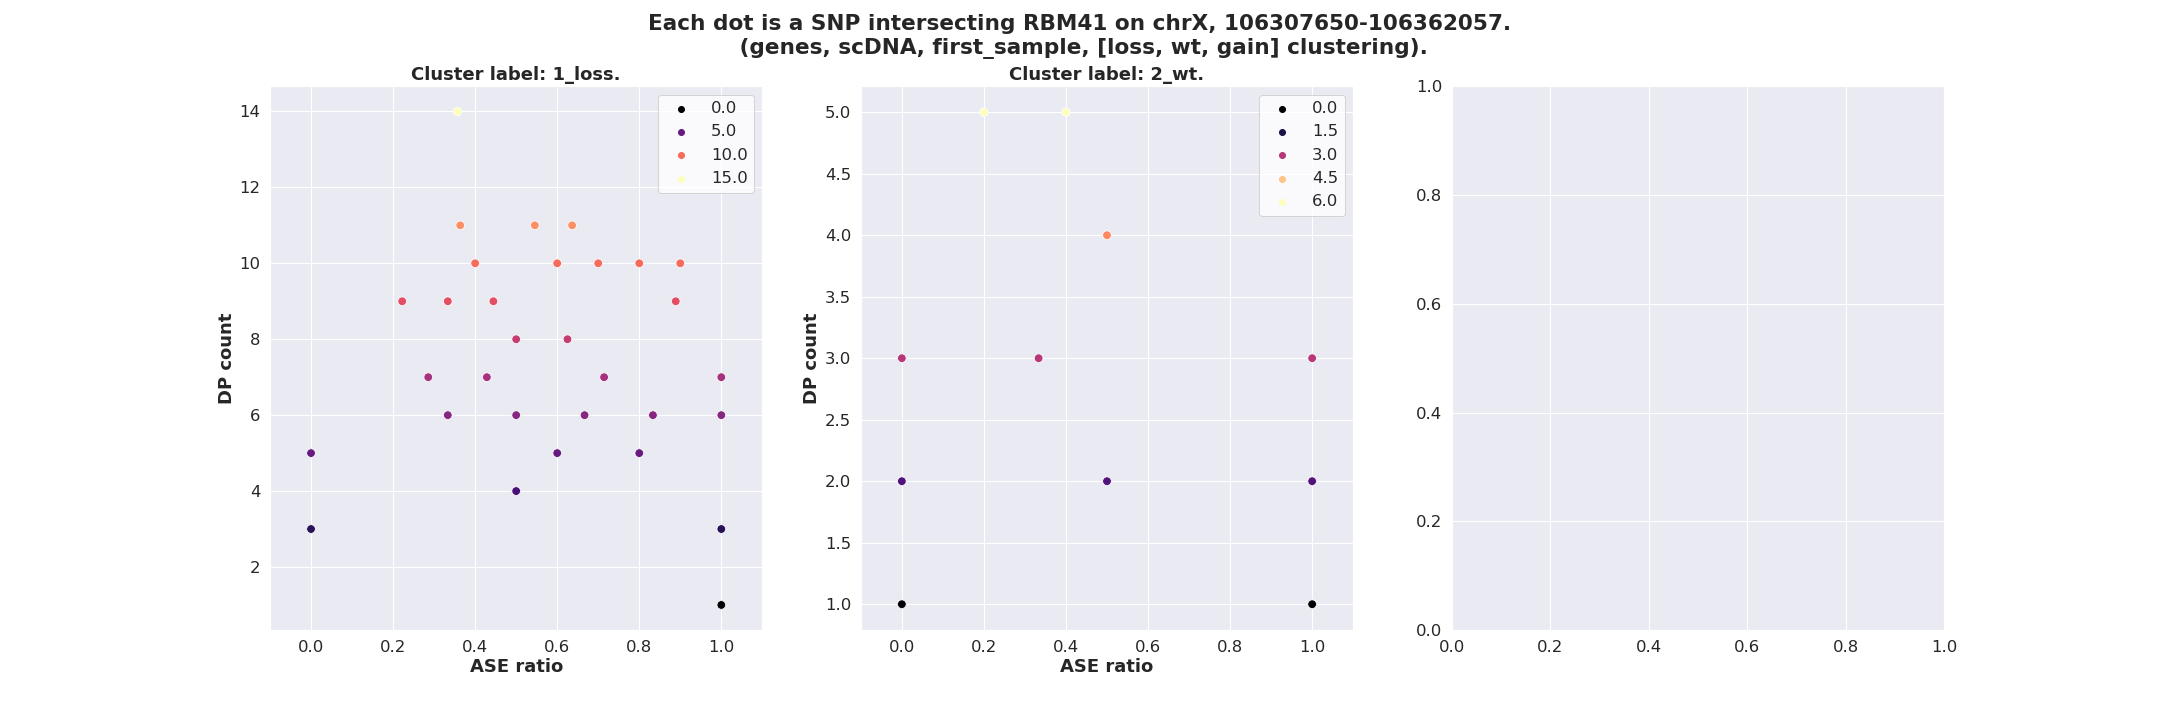 Each dot is a SNP intersecting RBM41 on chrX, 106307650-106362057.
(genes, scDNA, first_sample, [loss, wt, gain] clustering).
Cluster label: 1_loss.
14
12
10
8
6
4
2
DP count
0.0
5.0
10.0
15.0
0.0 0.2 0.4 0.6 0.8 1.0
ASE ratio
Cluster label: 2_wt.
5.0
4.5
4.0
3.5
3.0
2.5
2.0
1.5
1.0
DP count
0.0
1.5
3.0
4.5
6.0
0.0 0.2 0.4 0.6 0.8 1.0
ASE ratio
1.0
0.8
0.6
0.4
0.2
0.0
0.0 0.2 0.4 0.6 0.8 1.0